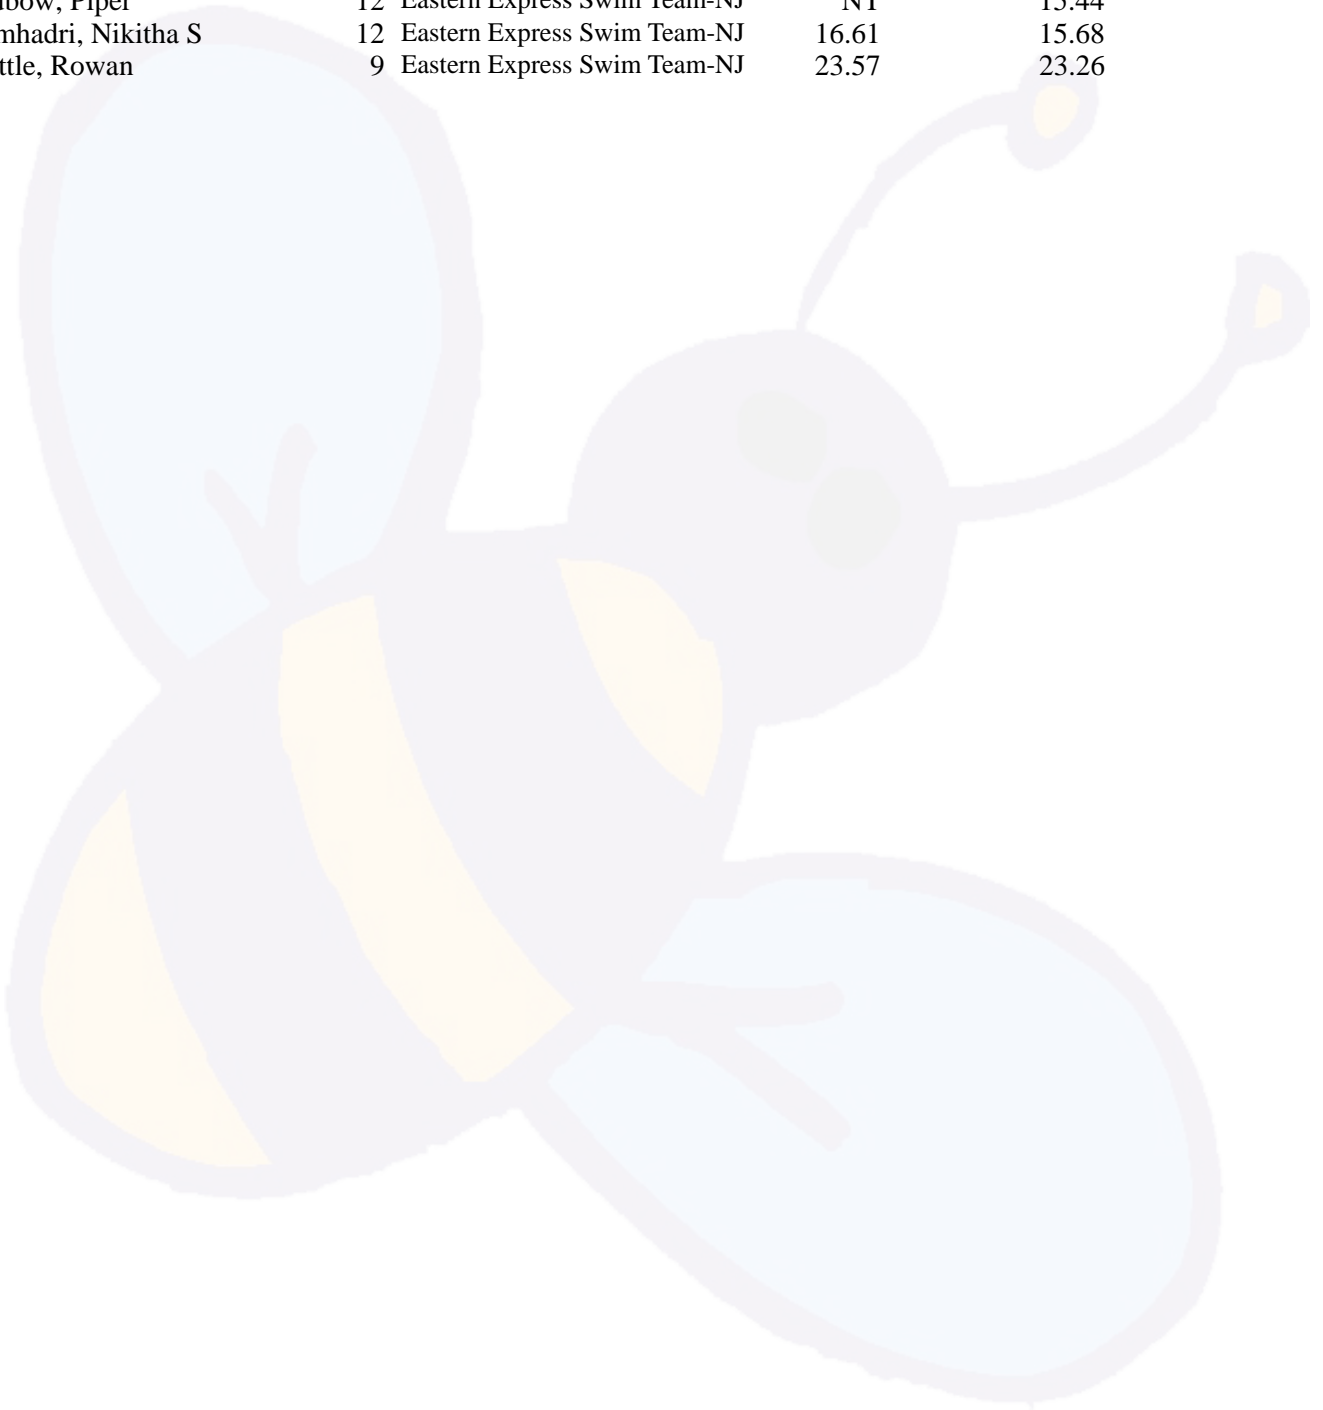 Piper 12 Eastern Express Swim Team-NJ NT 15.44
mhadri, Nikitha S 12 Eastern Express Swim Team-NJ 16.61 15.68
ttle, Rowan 9 Eastern Express Swim Team-NJ 23.57 23.26